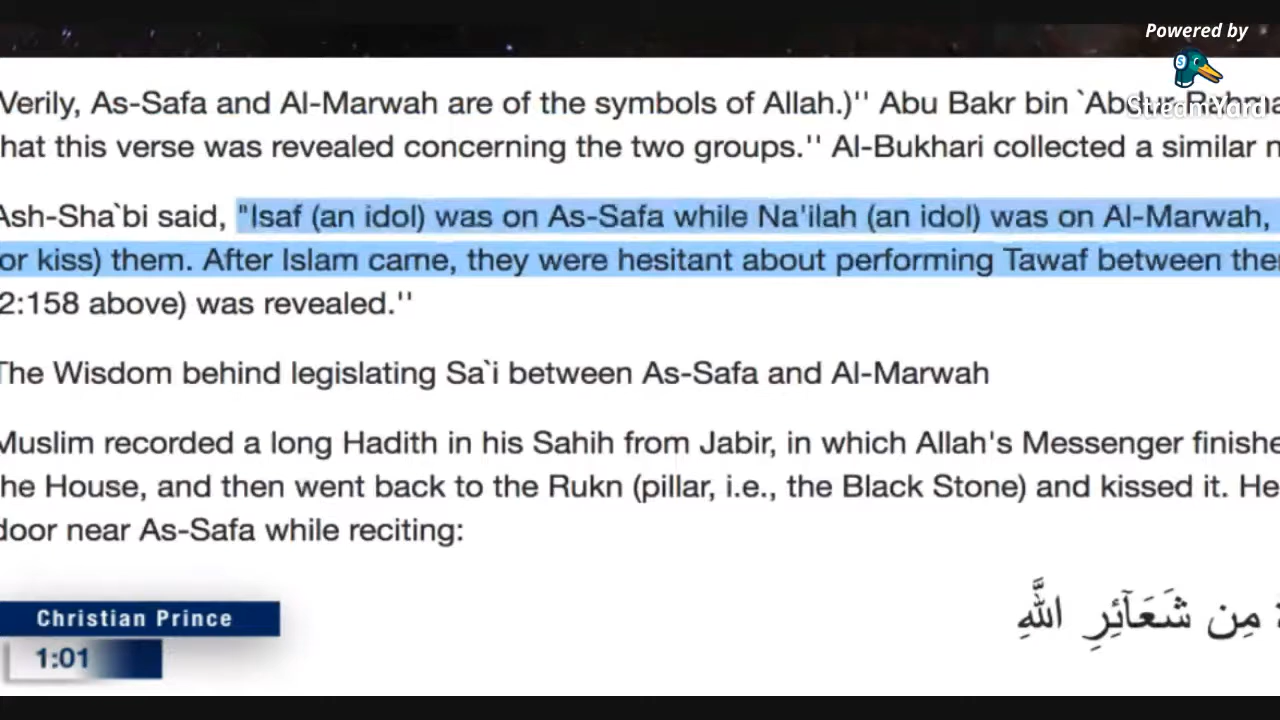 Powered by
StreamYard
Verily, As-Safa and Al-Marwah are of the symbols of Allah.)'' Abu Bakr bin `Abdur-Rahma
hat this verse was revealed concerning the two groups.'' Al-Bukhari collected a similar n
Ash-Sha`bi said, "Isaf (an idol) was on As-Safa while Na'ilah (an idol) was on Al-Marwah,
or kiss) them. After Islam came, they were hesitant about performing Tawaf between the
2:158 above) was revealed.''
The Wisdom behind legislating Sa`i between As-Safa and Al-Marwah
Muslim recorded a long Hadith in his Sahih from Jabir, in which Allah's Messenger finishe
he House, and then went back to the Rukn (pillar, i.e., the Black Stone) and kissed it. He
door near As-Safa while reciting:
مِن شَعَآئِرِ اللَّهِ
Christian Prince
1:01